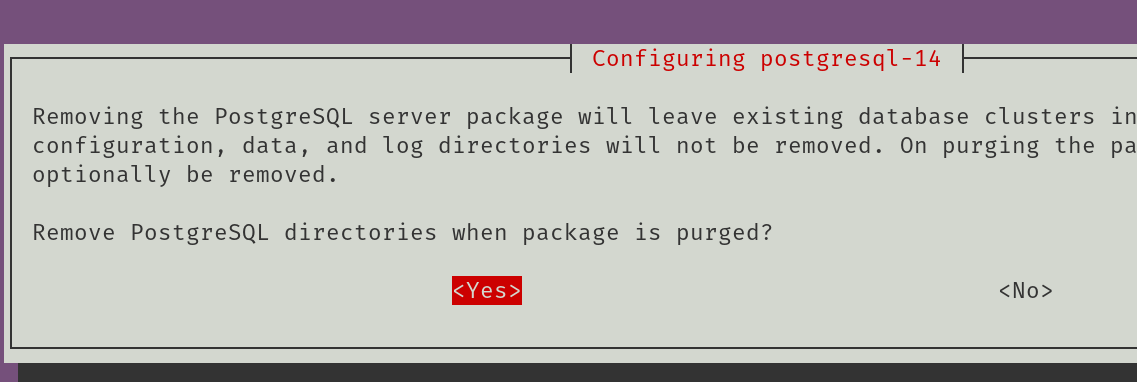 Configuring postgresql-14
Removing the PostgreSQL server package will leave existing database clusters in
configuration, data, and log directories will not be removed. On purging the pa
optionally be removed.
Remove PostgreSQL directories when package is purged?
<Yes> <No>